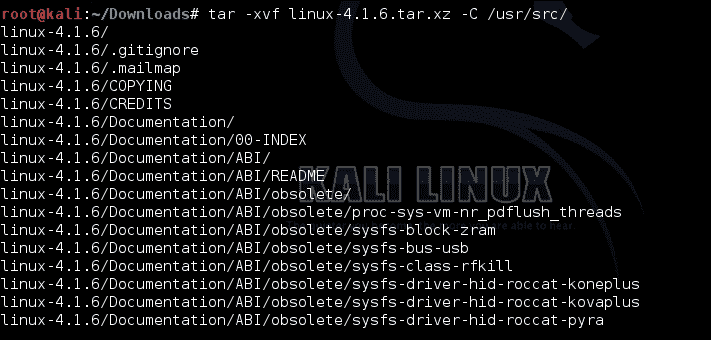 root@kali:~/Downloads# tar -xvf linux-4.1.6.tar.xz -C /usr/src/
linux-4.1.6/
linux-4.1.6/.gitignore
linux-4.1.6/.mailmap
linux-4.1.6/COPYING
linux-4.1.6/CREDITS
linux-4.1.6/Documentation/
linux-4.1.6/Documentation/00-INDEX
linux-4.1.6/Documentation/ABI/
linux-4.1.6/Documentation/ABI/README
KALI LINUX
linux-4.1.6/Documentation/ABI/obsolete/
linux-4.1.6/Documentation/ABI/obsolete/proc-sys-vm-nr_pdflush_threads
linux-4.1.6/Documentation/ABI/obsolete/sysfs-block-zram
are able to hear.
linux-4.1.6/Documentation/ABI/obsolete/sysfs-bus-usb
linux-4.1.6/Documentation/ABI/obsolete/sysfs-class-rfkill
linux-4.1.6/Documentation/ABI/obsolete/sysfs-driver-hid-roccat-koneplus
linux-4.1.6/Documentation/ABI/obsolete/sysfs-driver-hid-roccat-kovaplus
linux-4.1.6/Documentation/ABI/obsolete/sysfs-driver-hid-roccat-pyra